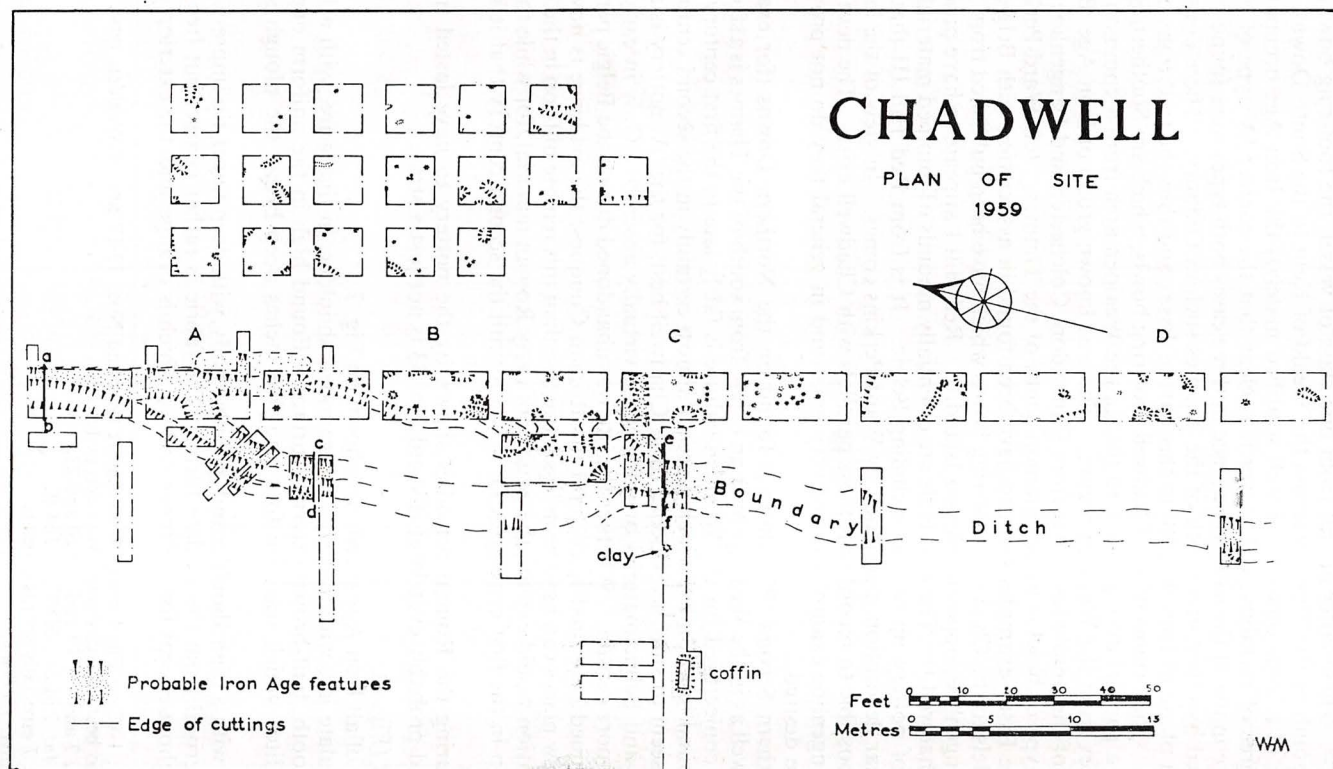 CHADWELL
PLAN OF SITE
1959
A B C D
a
b
c
d
e
f
Boundary Ditch
clay
coffin
Probable Iron Age features
Edge of cuttings
Feet 0 10 20 30 40 50
Metres 0 5 10 15
WM